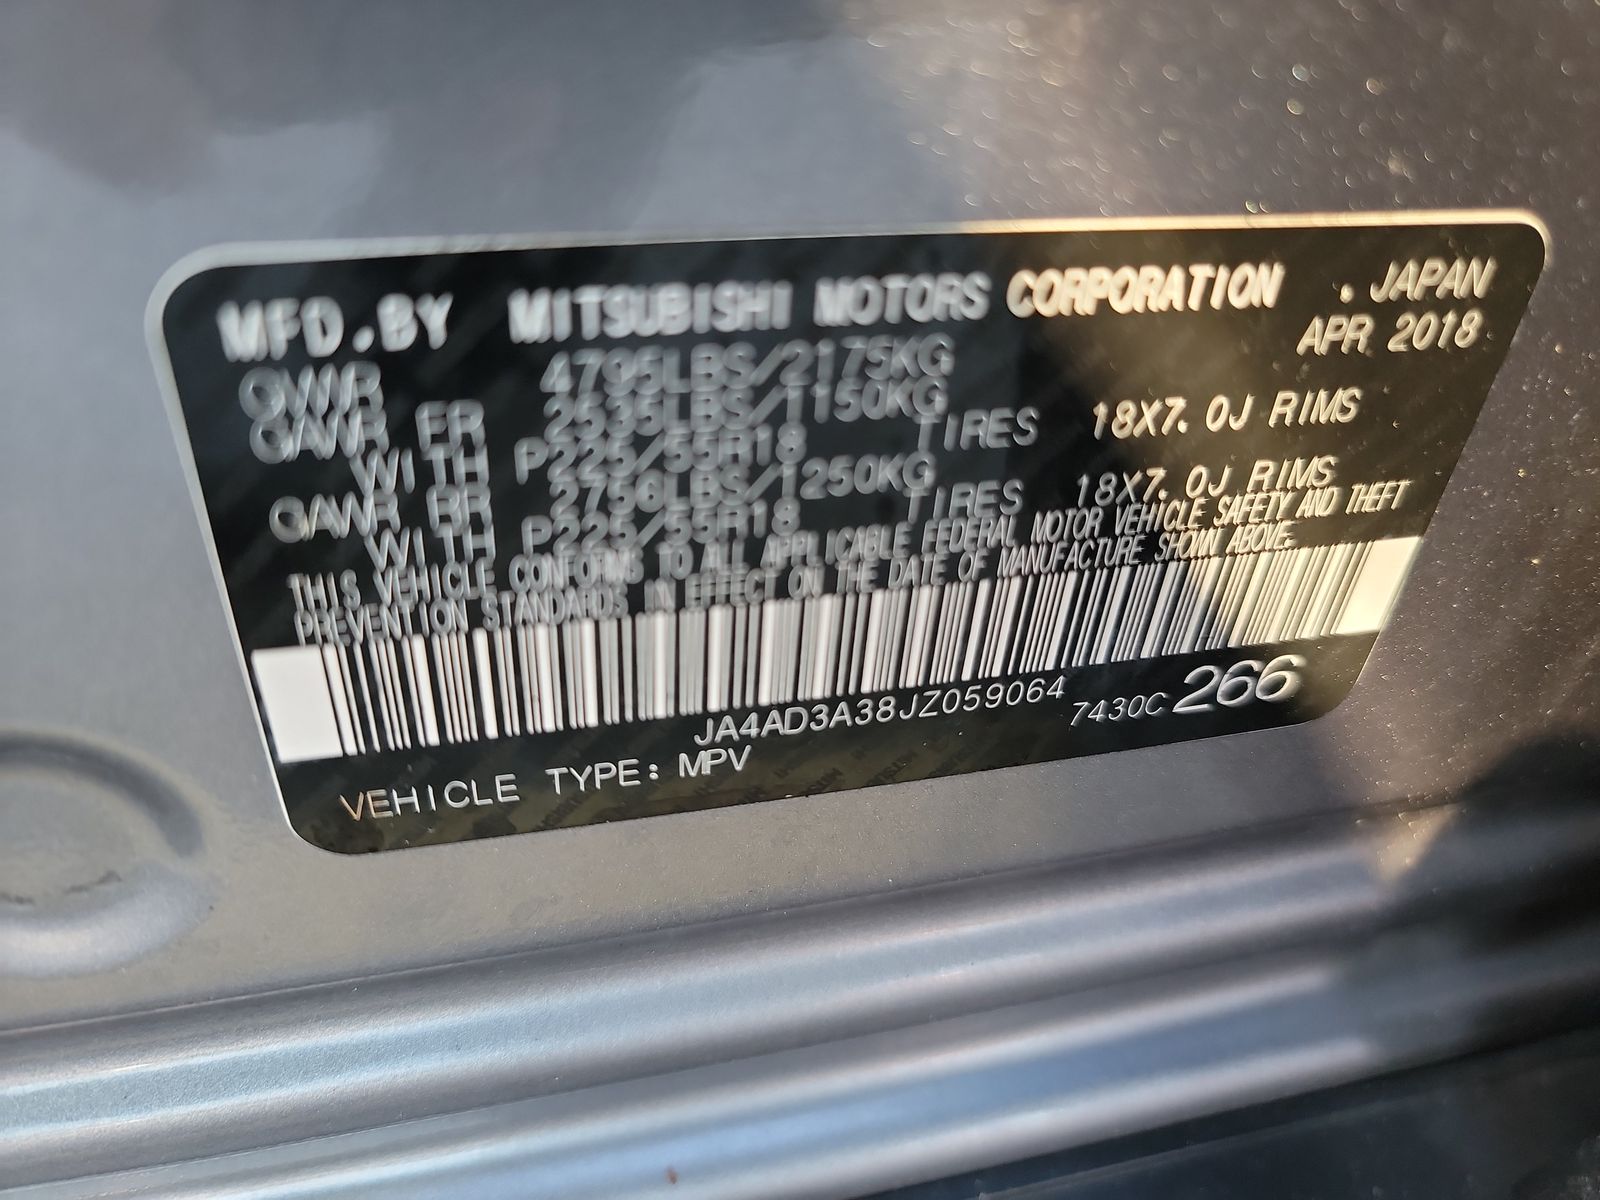 MFD.BY MITSUBISHI MOTORS CORPORATION . JAPAN
APR 2018
GVWR 4795LBS/2175KG
GAWR FR 2535LBS/1150KG
WITH P225/55R18 TIRES 18X7.0J RIMS
GAWR RR 2756LBS/1250KG
WITH P225/55R18 TIRES 18X7.0J RIMS
THIS VEHICLE CONFORMS TO ALL APPLICABLE FEDERAL MOTOR VEHICLE SAFETY AND THEFT
PREVENTION STANDARDS IN EFFECT ON THE DATE OF MANUFACTURE SHOWN ABOVE.
JA4AD3A38JZ059064 7430C 266
VEHICLE TYPE: MPV